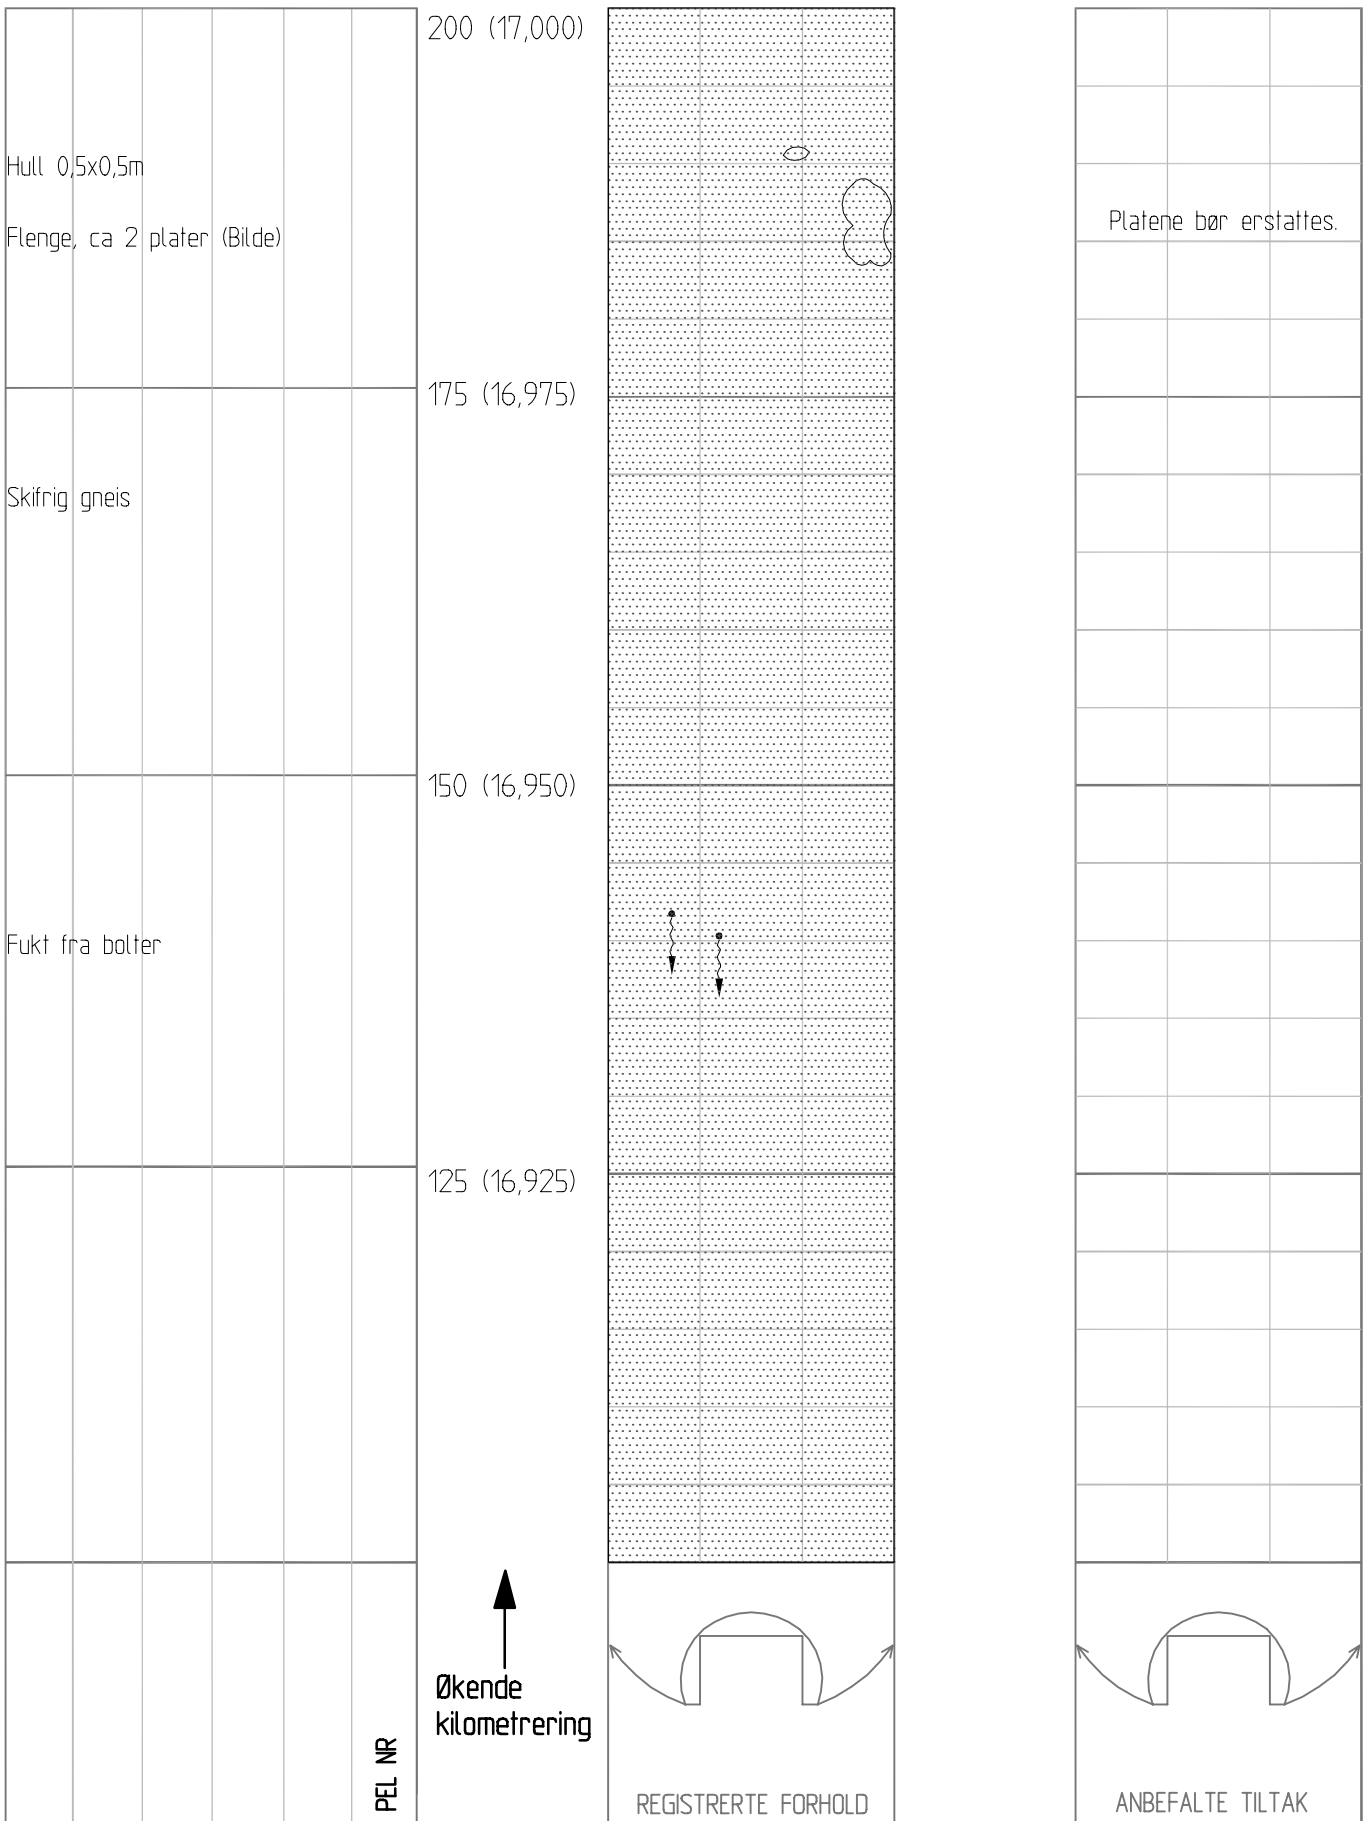 200 (17,000)
Hull 0,5x0,5m
Flenge, ca 2 plater (Bilde)
Platene bør erstattes.
175 (16,975)
Skifrig gneis
150 (16,950)
Fukt fra bolter
125 (16,925)
Økende
kilometrering
PEL NR
REGISTRERTE FORHOLD
ANBEFALTE TILTAK